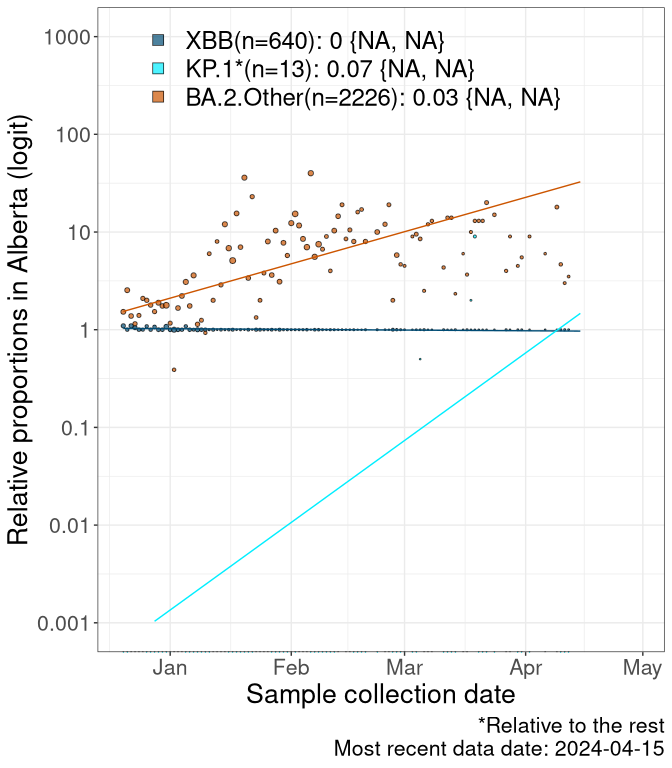 XBB(n=640): 0 {NA, NA}
KP.1*(n=13): 0.07 {NA, NA}
BA.2.Other(n=2226): 0.03 {NA, NA}
Relative proportions in Alberta (logit)
1000
100
10
1
0.1
0.01
0.001
Jan Feb Mar Apr May
Sample collection date
*Relative to the rest
Most recent data date: 2024-04-15